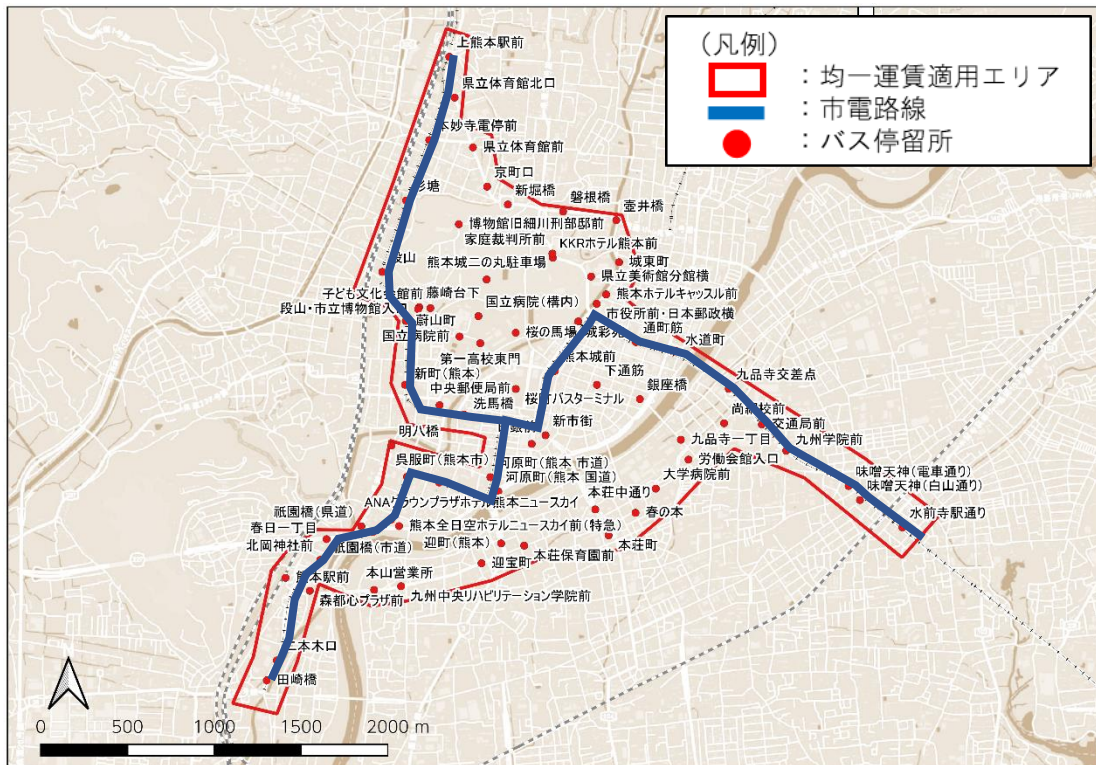 （凡例）
：均一運賃適用エリア
：市電路線
：バス停留所
上熊本駅前
県立体育館北口
本妙寺電停前
県立体育館前
京町口
杉塘
新堀橋
磐根橋
壺井橋
博物館旧細川刑部邸前
家庭裁判所前
KKRホテル熊本前
段山
熊本城二の丸駐車場
城東町
県立美術館分館横
子ども文化会館前
藤崎台下
熊本ホテルキャッスル前
段山・市立博物館入口
国立病院（構内）
蔚山町
市役所前・日本郵政横
国立病院前
桜の馬場
城彩苑
通町筋
水道町
第一高校東門
熊本城前
新町（熊本）
下通筋
九品寺交差点
中央郵便局前
銀座橋
洗馬橋
桜町バスターミナル
尚絅校前
新市街
交通局前
明八橋
九品寺一丁目
九州学院前
呉服町（熊本市）
河原町（熊本 市道）
労働会館入口
味噌天神（電車通り）
河原町（熊本 国道）
大学病院前
味噌天神（白山通り）
ANAクラウンプラザホテル熊本ニュースカイ
本荘中通り
祇園橋（県道）
春の本
水前寺駅通り
春日一丁目
熊本全日空ホテルニュースカイ前（特急）
北岡神社前
祇園橋（市道）
迎町（熊本）
本荘町
本荘保育園前
迎宝町
熊本駅前
本山営業所
森都心プラザ前
九州中央リハビリテーション学院前
二本木口
田崎橋
0 500 1000 1500 2000 m